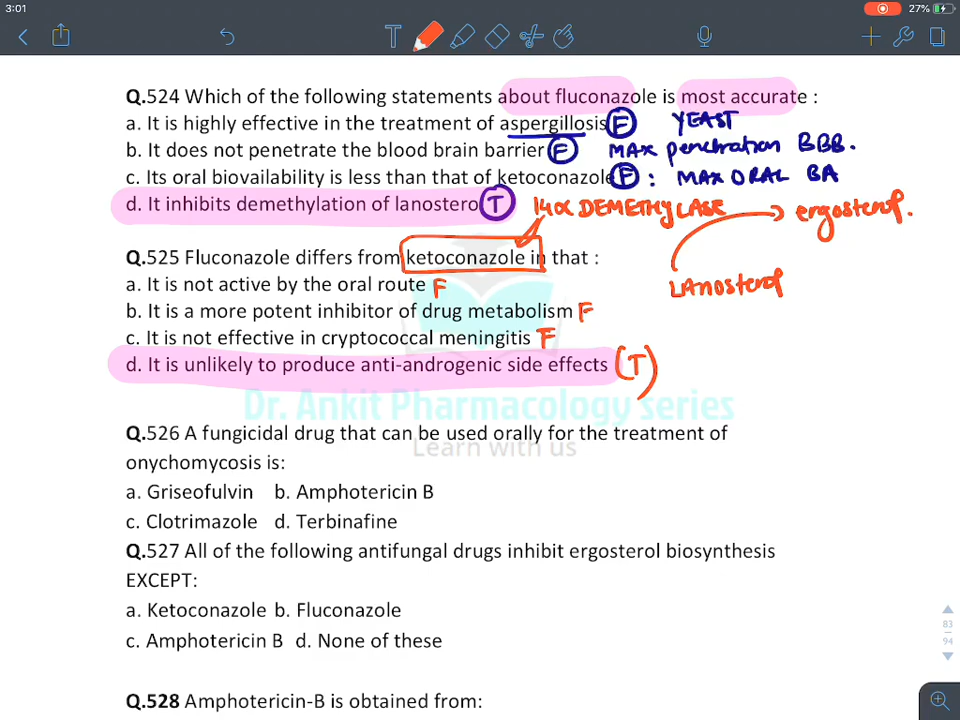 3:01
27%
Q.524 Which of the following statements about fluconazole is most accurate :
a. It is highly effective in the treatment of aspergillosis F YEAST
b. It does not penetrate the blood brain barrier F MAX penetration BBB.
c. Its oral biovailability is less than that of ketoconazole F : MAX ORAL BA
d. It inhibits demethylation of lanostero T 14α DEMETHYLASE ergosterol.
LANosterol
Q.525 Fluconazole differs from ketoconazole in that :
a. It is not active by the oral route F
b. It is a more potent inhibitor of drug metabolism F
c. It is not effective in cryptococcal meningitis F
d. It is unlikely to produce anti-androgenic side effects (T)
Dr. Ankit Pharmacology series
Learn with us
Q.526 A fungicidal drug that can be used orally for the treatment of
onychomycosis is:
a. Griseofulvin b. Amphotericin B
c. Clotrimazole d. Terbinafine
Q.527 All of the following antifungal drugs inhibit ergosterol biosynthesis
EXCEPT:
a. Ketoconazole b. Fluconazole
c. Amphotericin B d. None of these
83
94
Q.528 Amphotericin-B is obtained from: